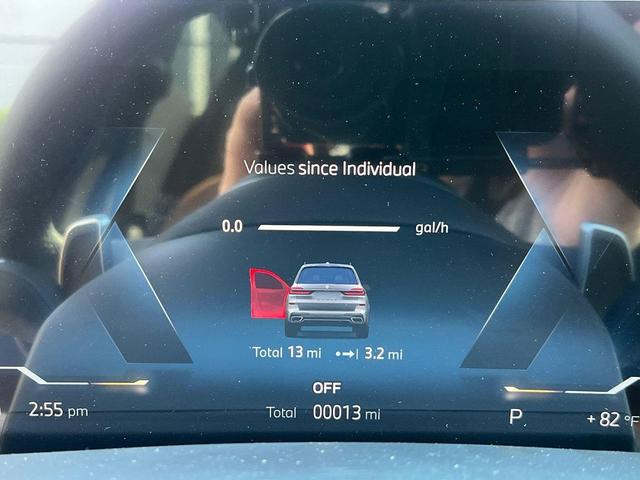 Values since Individual
0.0 gal/h
Total 13 mi •➔| 3.2 mi
OFF
2:55 pm Total 00013 mi P +82 °F